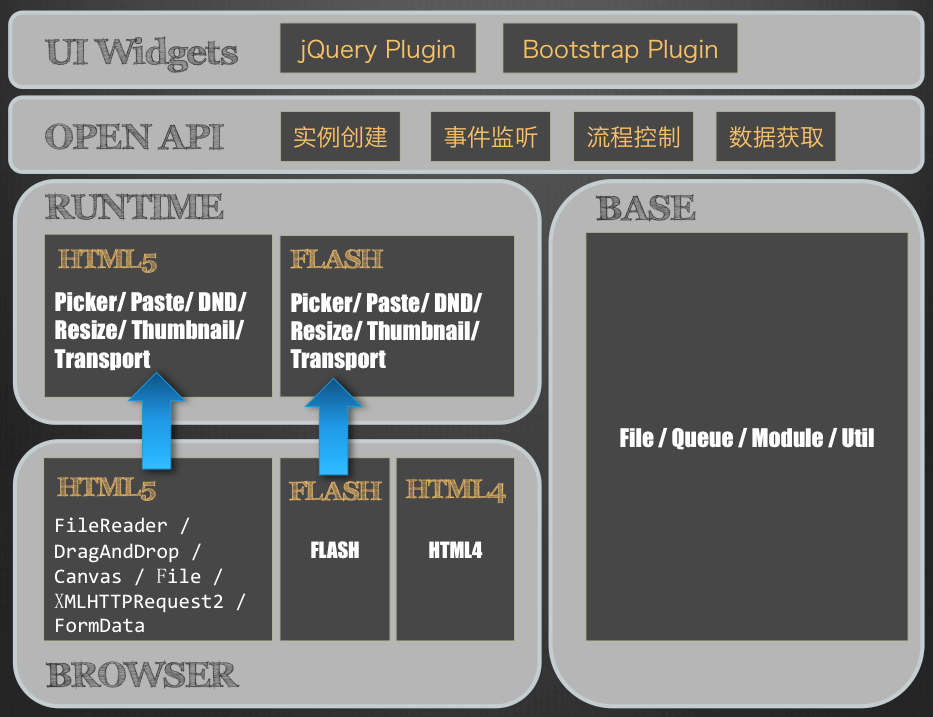 UI Widgets
jQuery Plugin
Bootstrap Plugin
OPEN API
实例创建
事件监听
流程控制
数据获取
RUNTIME
HTML5
Picker/ Paste/ DND/
Resize/ Thumbnail/
Transport
FLASH
Picker/ Paste/ DND/
Resize/ Thumbnail/
Transport
BASE
File / Queue / Module / Util
HTML5
FileReader /
DragAndDrop /
Canvas / File /
XMLHTTPRequest2 /
FormData
FLASH
FLASH
HTML4
HTML4
BROWSER